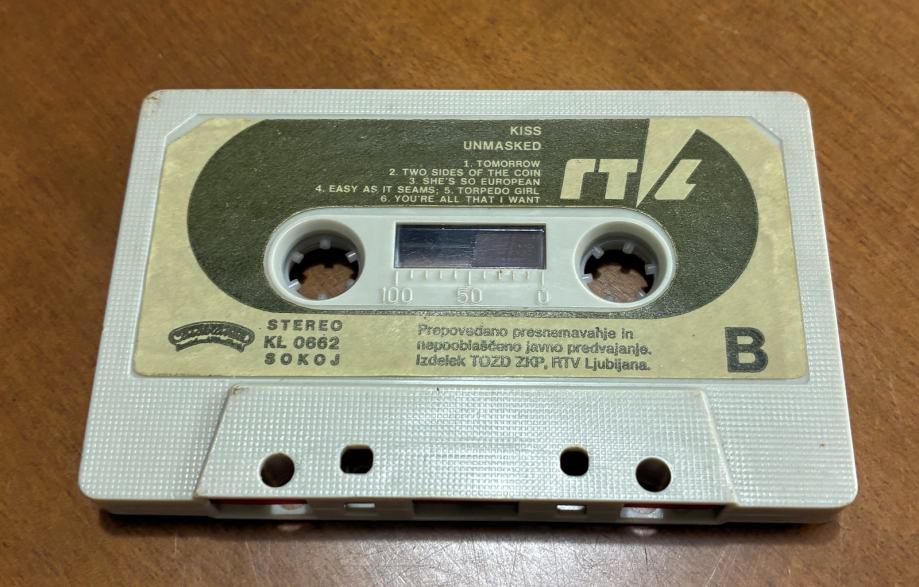 KISS
UNMASKED
1. TOMORROW
2. TWO SIDES OF THE COIN
3. SHE'S SO EUROPEAN
4. EASY AS IT SEAMS; 5. TORPEDO GIRL
6. YOU'RE ALL THAT I WANT
RTVL
100 50 0
STEREO
KL 0662
SOKOJ
Prepovedano presnemavanje in
nepooblaščeno javno predvajanje.
Izdelek TOZD ZKP, RTV Ljubljana.
B